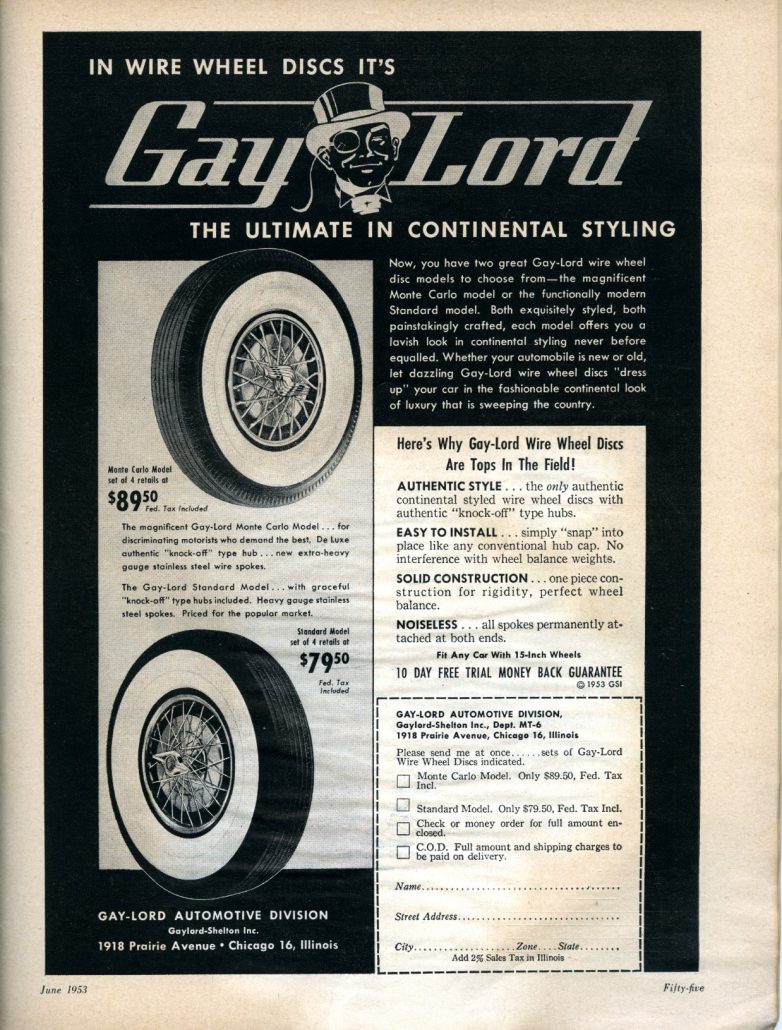 IN WIRE WHEEL DISCS IT'S
Gay Lord
THE ULTIMATE IN CONTINENTAL STYLING
Now, you have two great Gay-Lord wire wheel
disc models to choose from—the magnificent
Monte Carlo model or the functionally modern
Standard model. Both exquisitely styled, both
painstakingly crafted, each model offers you a
lavish look in continental styling never before
equalled. Whether your automobile is new or old,
let dazzling Gay-Lord wire wheel discs "dress
up" your car in the fashionable continental look
of luxury that is sweeping the country.
Monte Carlo Model
set of 4 retails at
$89.50
Fed. Tax Included
The magnificent Gay-Lord Monte Carlo Model... for
discriminating motorists who demand the best. De Luxe
authentic "knock-off" type hub... new extra-heavy
gauge stainless steel wire spokes.
The Gay-Lord Standard Model... with graceful
"knock-off" type hubs included. Heavy gauge stainless
steel spokes. Priced for the popular market.
Standard Model
set of 4 retails at
$79.50
Fed. Tax
Included
GAY-LORD AUTOMOTIVE DIVISION
Gaylord-Shelton Inc.
1918 Prairie Avenue • Chicago 16, Illinois
Here's Why Gay-Lord Wire Wheel Discs
Are Tops In The Field!
AUTHENTIC STYLE . . . the only authentic
continental styled wire wheel discs with
authentic "knock-off" type hubs.
EASY TO INSTALL . . . simply "snap" into
place like any conventional hub cap. No
interference with wheel balance weights.
SOLID CONSTRUCTION . . . one piece con-
struction for rigidity, perfect wheel
balance.
NOISELESS . . . all spokes permanently at-
tached at both ends.
Fit Any Car With 15-Inch Wheels
10 DAY FREE TRIAL MONEY BACK GUARANTEE
© 1953 GSI
GAY-LORD AUTOMOTIVE DIVISION,
Gaylord-Shelton Inc., Dept. MT-6
1918 Prairie Avenue, Chicago 16, Illinois
Please send me at once......sets of Gay-Lord
Wire Wheel Discs indicated.
Monte Carlo Model. Only $89.50, Fed. Tax
Incl.
Standard Model. Only $79.50, Fed. Tax Incl.
Check or money order for full amount en-
closed.
C.O.D. Full amount and shipping charges to
be paid on delivery.
Name..........................................
Street Address..................................
City....................Zone....State........
Add 2% Sales Tax in Illinois
June 1953
Fifty-five